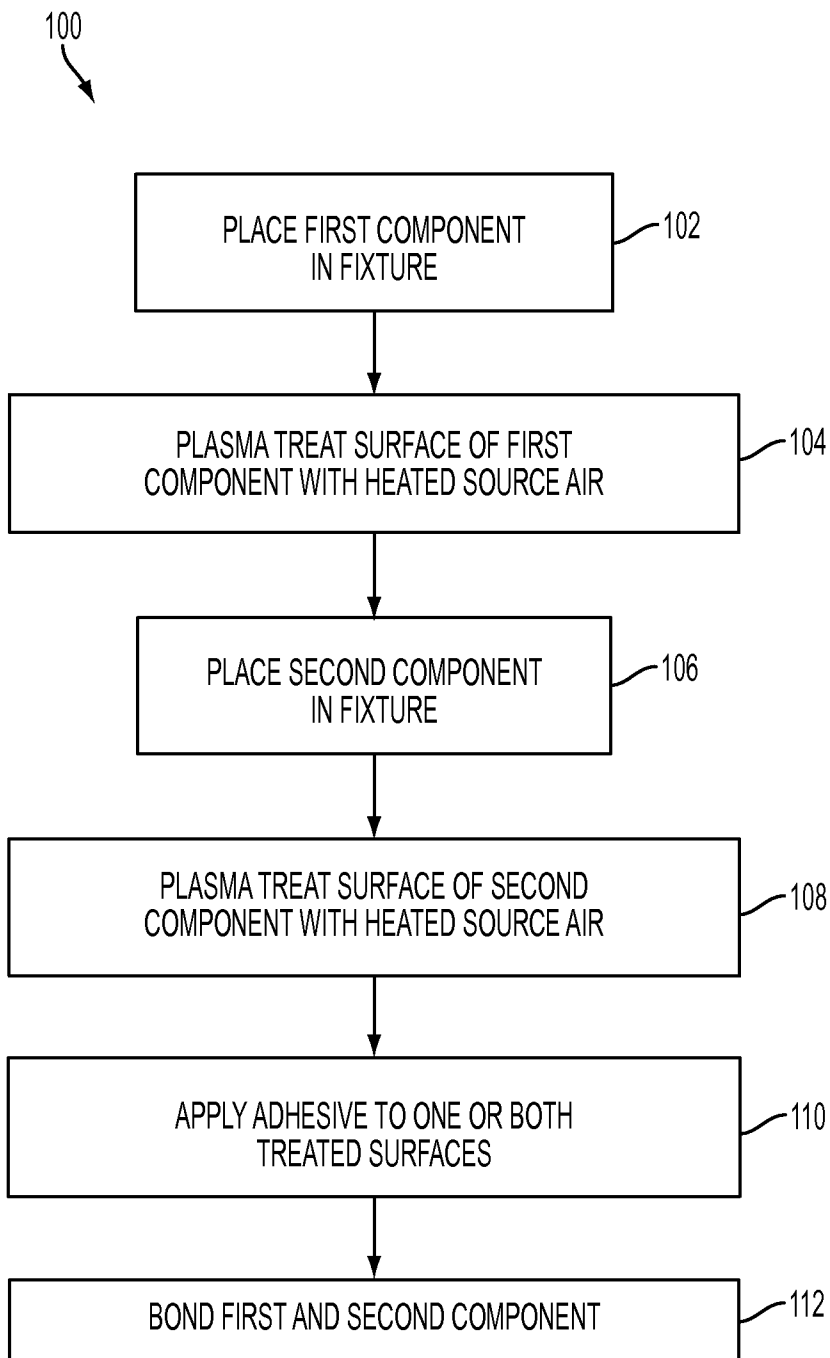 100
PLACE FIRST COMPONENT
IN FIXTURE
102
PLASMA TREAT SURFACE OF FIRST
COMPONENT WITH HEATED SOURCE AIR
104
PLACE SECOND COMPONENT
IN FIXTURE
106
PLASMA TREAT SURFACE OF SECOND
COMPONENT WITH HEATED SOURCE AIR
108
APPLY ADHESIVE TO ONE OR BOTH
TREATED SURFACES
110
BOND FIRST AND SECOND COMPONENT
112